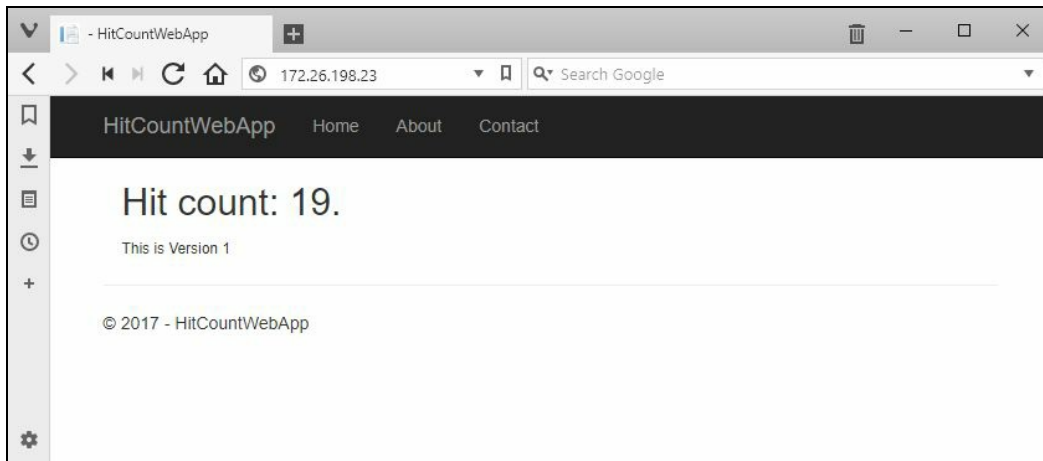 - HitCountWebApp
172.26.198.23 Search Google
HitCountWebApp Home About Contact
Hit count: 19.
This is Version 1
© 2017 - HitCountWebApp